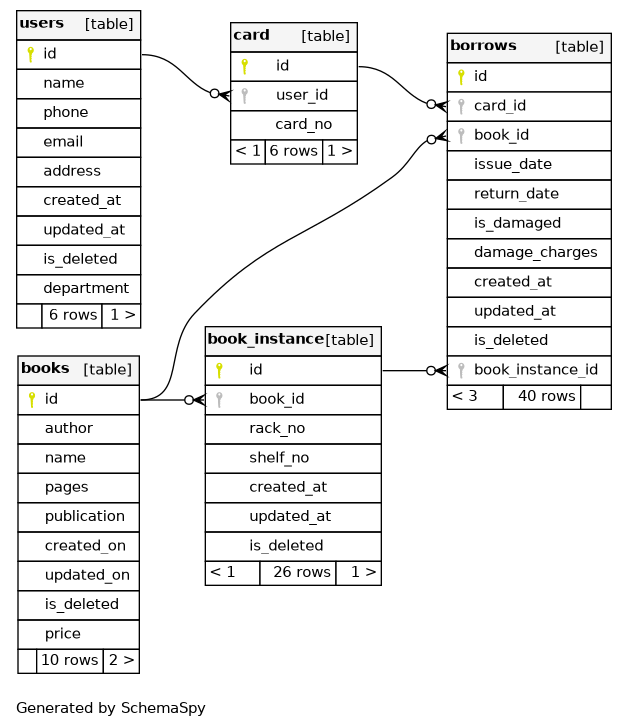 users [table]
id
name
phone
email
address
created_at
updated_at
is_deleted
department
6 rows 1 >
card [table]
id
user_id
card_no
< 1 6 rows 1 >
borrows [table]
id
card_id
book_id
issue_date
return_date
is_damaged
damage_charges
created_at
updated_at
is_deleted
book_instance_id
< 3 40 rows
books [table]
id
author
name
pages
publication
created_on
updated_on
is_deleted
price
10 rows 2 >
book_instance [table]
id
book_id
rack_no
shelf_no
created_at
updated_at
is_deleted
< 1 26 rows 1 >
Generated by SchemaSpy